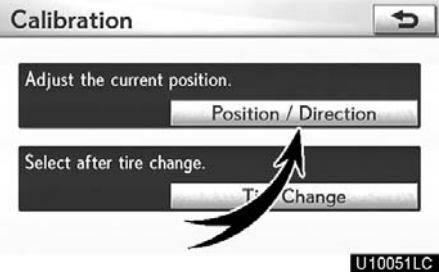 Calibration
Adjust the current position.
Position / Direction
Select after tire change.
Change
U10051LC